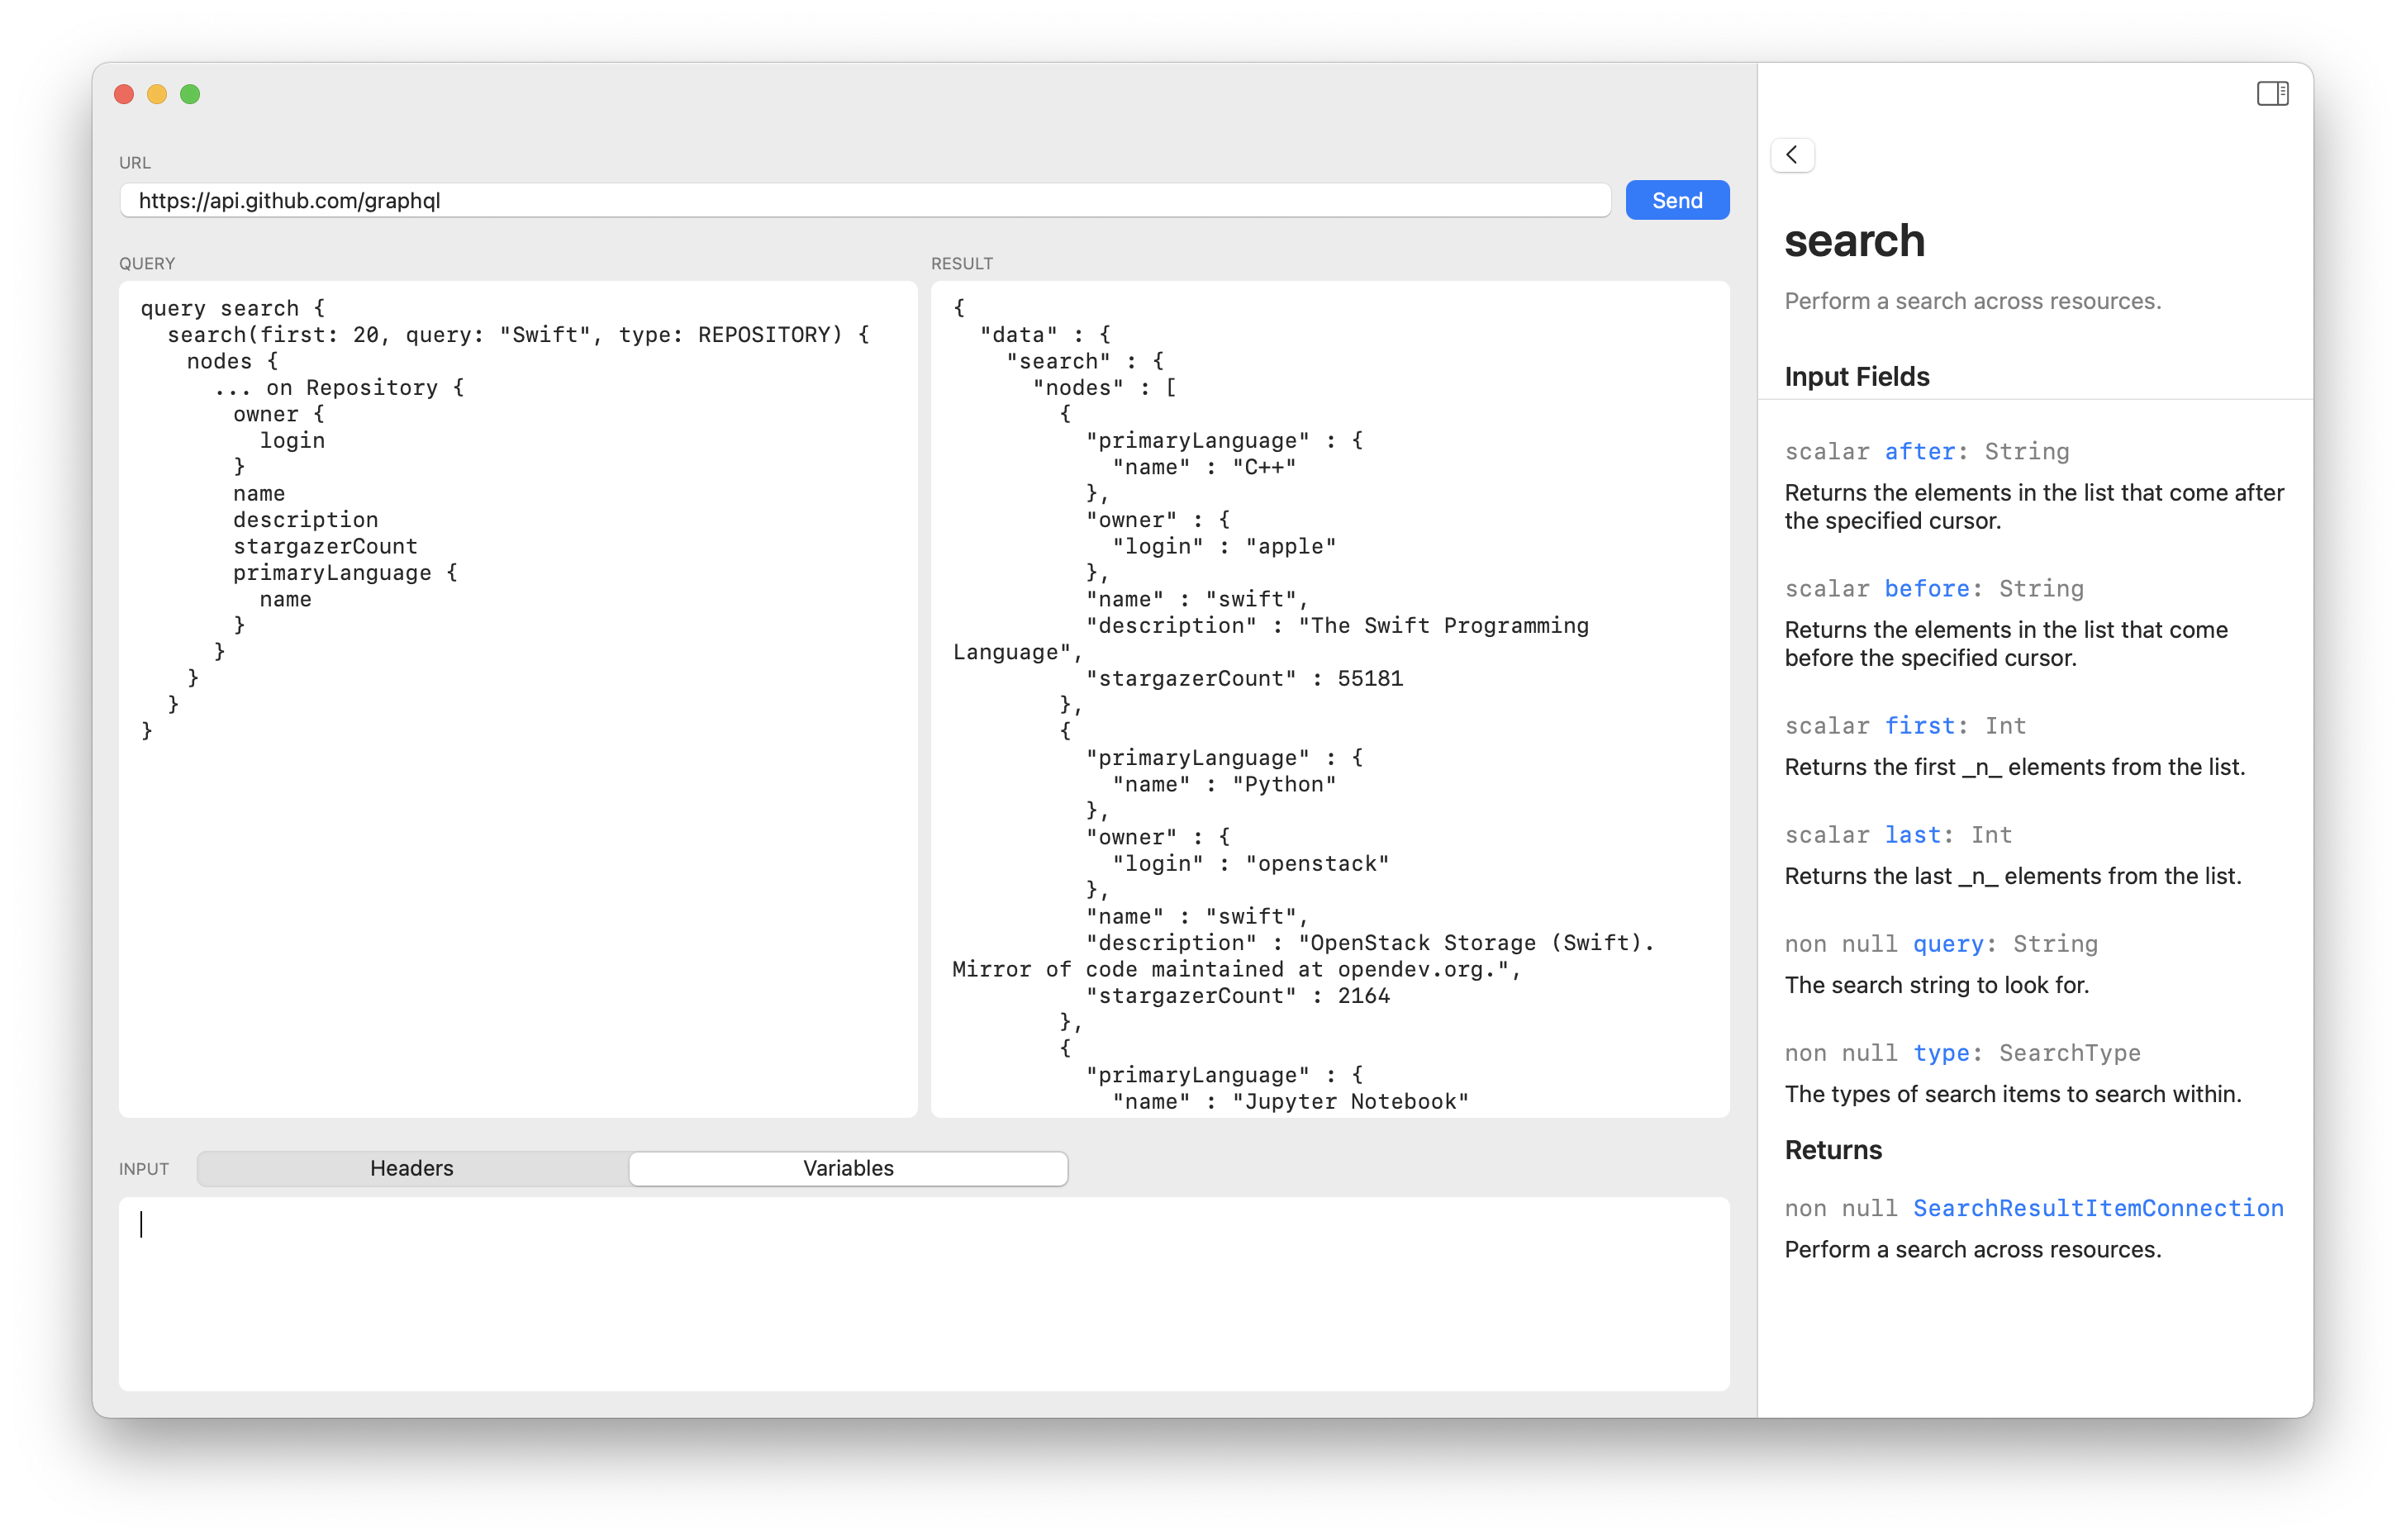 URL
https://api.github.com/graphql
Send
QUERY
query search {
  search(first: 20, query: "Swift", type: REPOSITORY) {
    nodes {
      ... on Repository {
        owner {
          login
        }
        name
        description
        stargazerCount
        primaryLanguage {
          name
        }
      }
    }
  }
}
RESULT
{
  "data" : {
    "search" : {
      "nodes" : [
        {
          "primaryLanguage" : {
            "name" : "C++"
          },
          "owner" : {
            "login" : "apple"
          },
          "name" : "swift",
          "description" : "The Swift Programming
Language",
          "stargazerCount" : 55181
        },
        {
          "primaryLanguage" : {
            "name" : "Python"
          },
          "owner" : {
            "login" : "openstack"
          },
          "name" : "swift",
          "description" : "OpenStack Storage (Swift).
Mirror of code maintained at opendev.org.",
          "stargazerCount" : 2164
        },
        {
          "primaryLanguage" : {
            "name" : "Jupyter Notebook"
INPUT
Headers
Variables
search
Perform a search across resources.
Input Fields
scalar after: String
Returns the elements in the list that come after
the specified cursor.
scalar before: String
Returns the elements in the list that come
before the specified cursor.
scalar first: Int
Returns the first _n_ elements from the list.
scalar last: Int
Returns the last _n_ elements from the list.
non null query: String
The search string to look for.
non null type: SearchType
The types of search items to search within.
Returns
non null SearchResultItemConnection
Perform a search across resources.